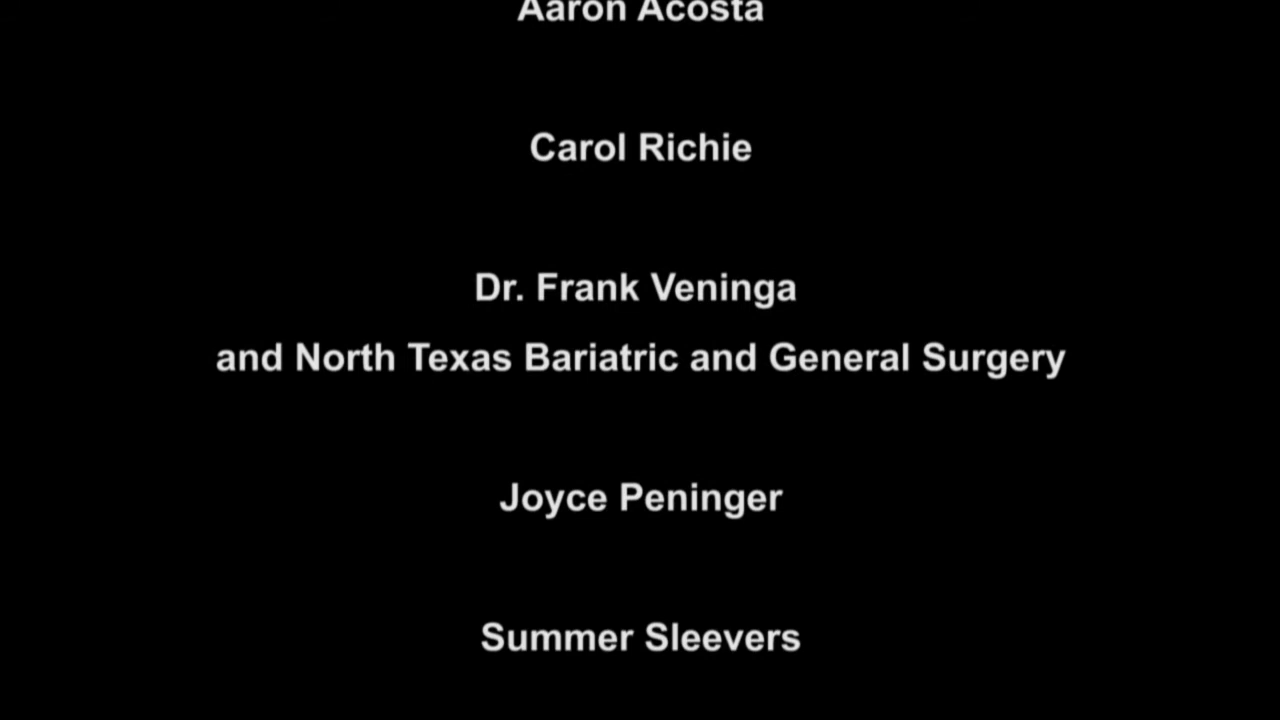 Aaron Acosta
Carol Richie
Dr. Frank Veninga
and North Texas Bariatric and General Surgery
Joyce Peninger
Summer Sleevers